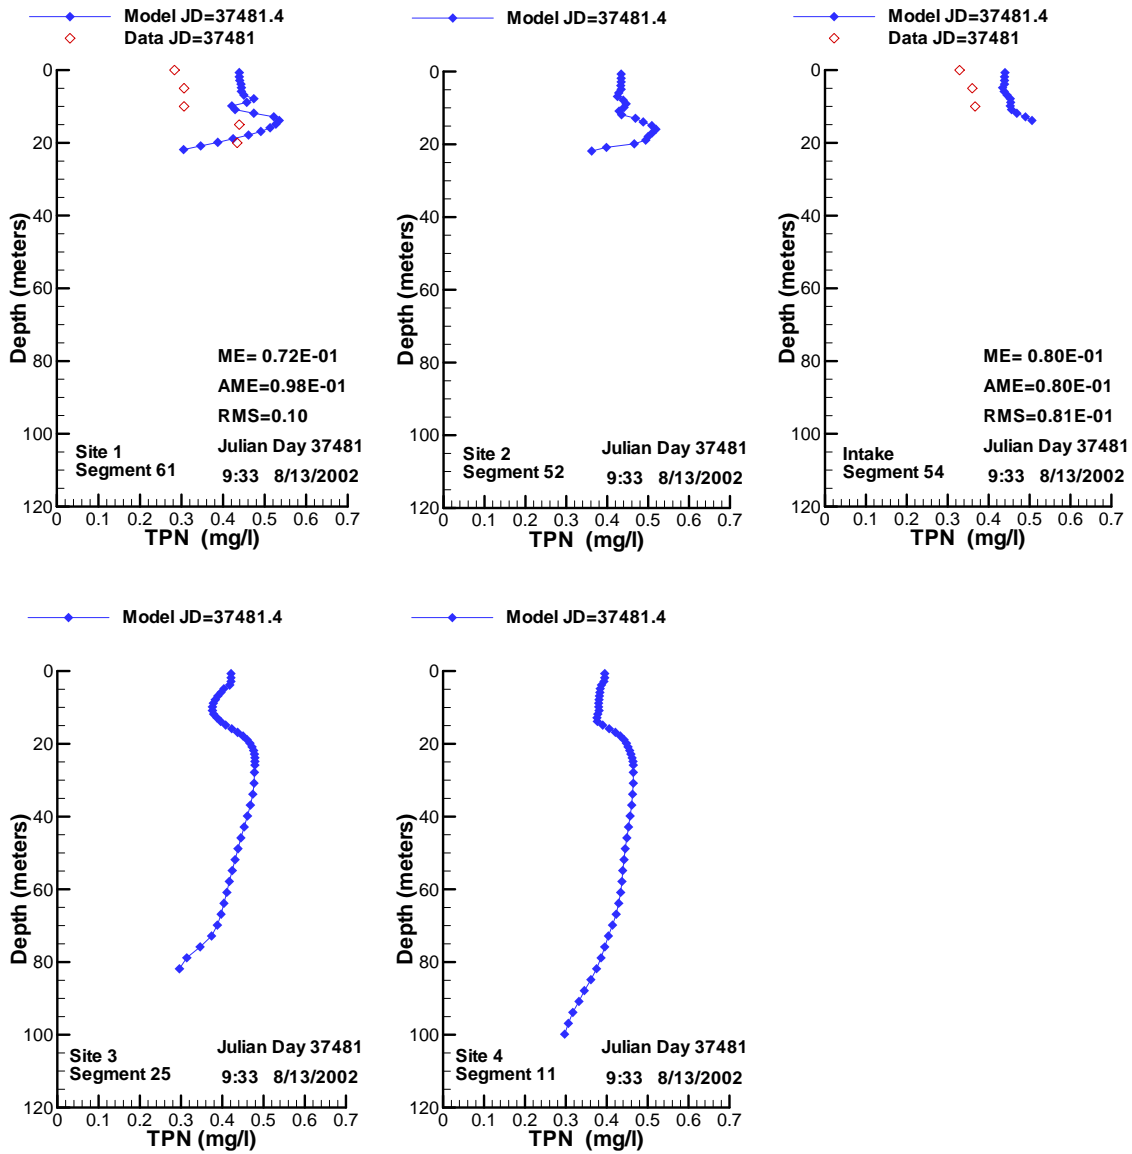 Model JD=37481.4
Data JD=37481
0
20
40
60
80
100
120
Depth (meters)
ME= 0.72E-01
AME=0.98E-01
RMS=0.10
Site 1
Segment 61
Julian Day 37481
9:33 8/13/2002
0 0.1 0.2 0.3 0.4 0.5 0.6 0.7
TPN (mg/l)
Model JD=37481.4
0
20
40
60
80
100
120
Depth (meters)
Site 2
Segment 52
Julian Day 37481
9:33 8/13/2002
0 0.1 0.2 0.3 0.4 0.5 0.6 0.7
TPN (mg/l)
Model JD=37481.4
Data JD=37481
0
20
40
60
80
100
120
Depth (meters)
ME= 0.80E-01
AME=0.80E-01
RMS=0.81E-01
Intake
Segment 54
Julian Day 37481
9:33 8/13/2002
0 0.1 0.2 0.3 0.4 0.5 0.6 0.7
TPN (mg/l)
Model JD=37481.4
0
20
40
60
80
100
120
Depth (meters)
Site 3
Segment 25
Julian Day 37481
9:33 8/13/2002
0 0.1 0.2 0.3 0.4 0.5 0.6 0.7
TPN (mg/l)
Model JD=37481.4
0
20
40
60
80
100
120
Depth (meters)
Site 4
Segment 11
Julian Day 37481
9:33 8/13/2002
0 0.1 0.2 0.3 0.4 0.5 0.6 0.7
TPN (mg/l)